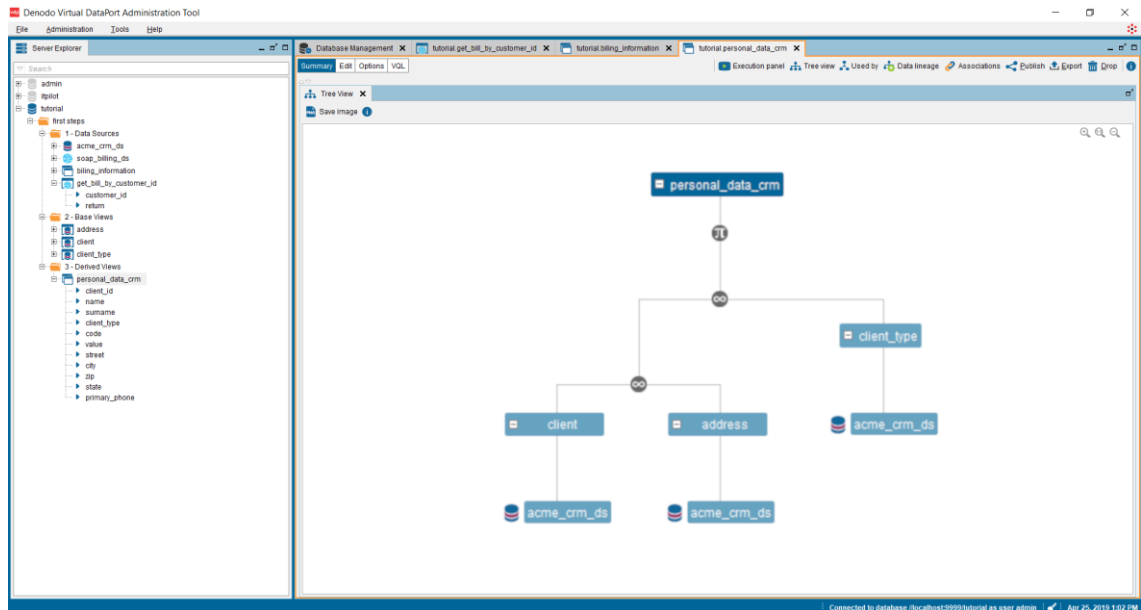 Denodo Virtual DataPort Administration Tool
File Administration Tools Help
Server Explorer
Search
admin
itpilot
tutorial
first steps
1 - Data Sources
acme_crm_ds
soap_billing_ds
biling_information
get_bill_by_customer_id
customer_id
return
2 - Base Views
address
client
client_type
3 - Derived Views
personal_data_crm
client_id
name
surname
client_type
code
value
street
city
zip
state
primary_phone
Database Management tutorial.get_bill_by_customer_id tutorial.biling_information tutorial.personal_data_crm
Summary Edit Options VQL Execution panel Tree view Used by Data lineage Associations Publish Export Drop
Tree View
Save image
personal_data_crm
π
∞
client_type
∞
client address acme_crm_ds
acme_crm_ds acme_crm_ds
Connected to database //localhost:9999/tutorial as user admin Apr 25, 2019 1:02 PM